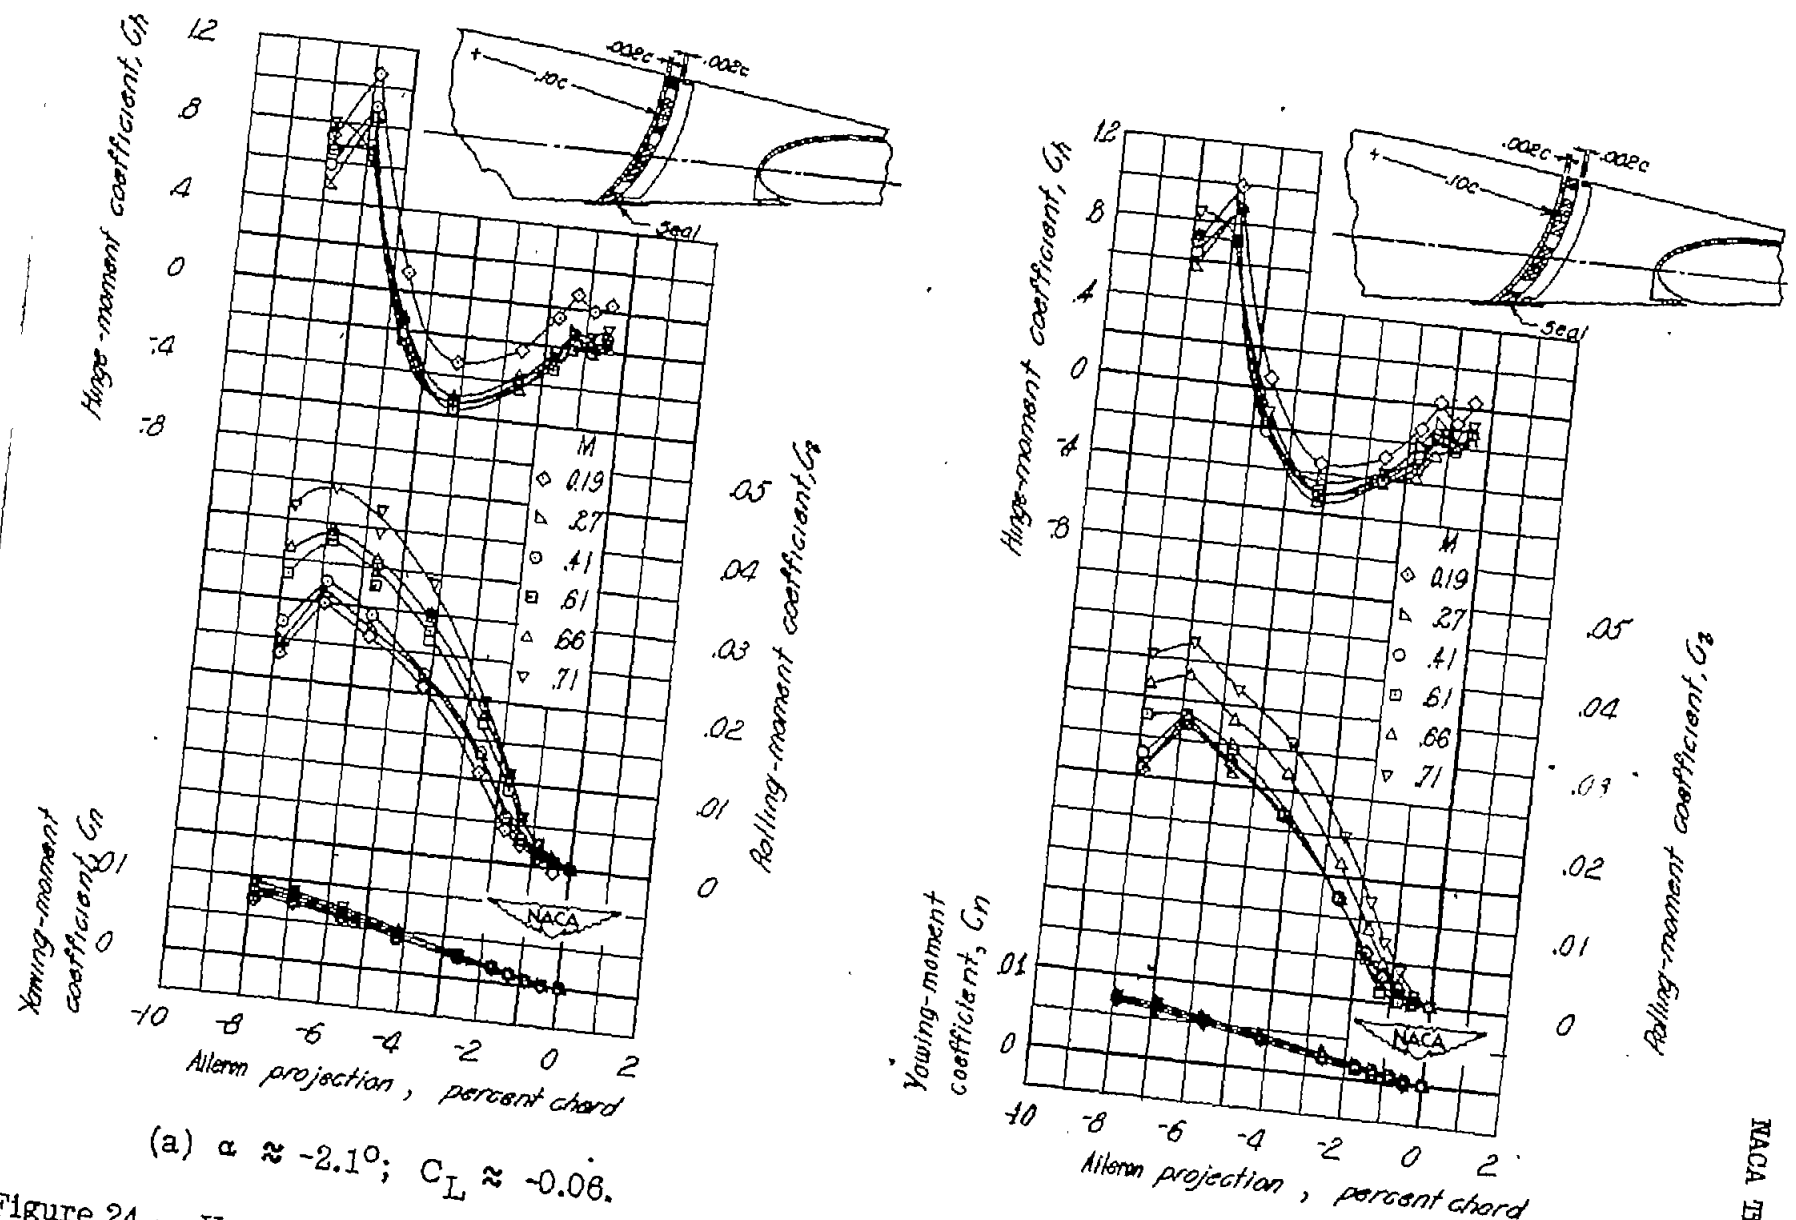 Hinge-moment coefficient, Ch
1.2
.8
.4
0
-.4
-.8
.002c
.002c
.10c
seal
M
0.19
.27
.41
.61
.66
.71
Rolling-moment coefficient, Cl
.05
.04
.03
.02
.01
0
Yawing-moment
coefficient, Cn
.01
0
NACA
-10 -8 -6 -4 -2 0 2
Aileron projection, percent chord
(a) α ≈ -2.1°; CL ≈ -0.06.
Figure 24
Hinge-moment coefficient, Ch
1.2
.8
.4
0
-.4
-.8
.002c
.002c
.10c
seal
M
0.19
.27
.41
.61
.66
.71
Rolling-moment coefficient, Cl
.05
.04
.03
.02
.01
0
Yawing-moment
coefficient, Cn
.01
0
NACA
-10 -8 -6 -4 -2 0 2
Aileron projection, percent chord
NACA